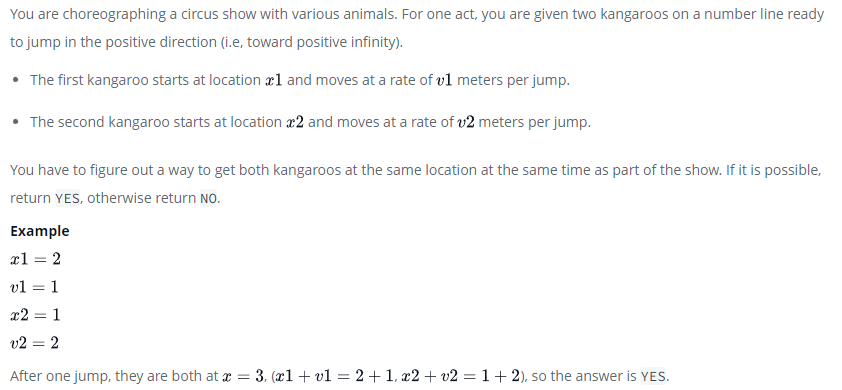 You are choreographing a circus show with various animals. For one act, you are given two kangaroos on a number line ready
to jump in the positive direction (i.e, toward positive infinity).
• The first kangaroo starts at location x1 and moves at a rate of v1 meters per jump.
• The second kangaroo starts at location x2 and moves at a rate of v2 meters per jump.
You have to figure out a way to get both kangaroos at the same location at the same time as part of the show. If it is possible,
return YES, otherwise return NO.
Example
x1 = 2
v1 = 1
x2 = 1
v2 = 2
After one jump, they are both at x = 3, (x1 + v1 = 2 + 1, x2 + v2 = 1 + 2), so the answer is YES.